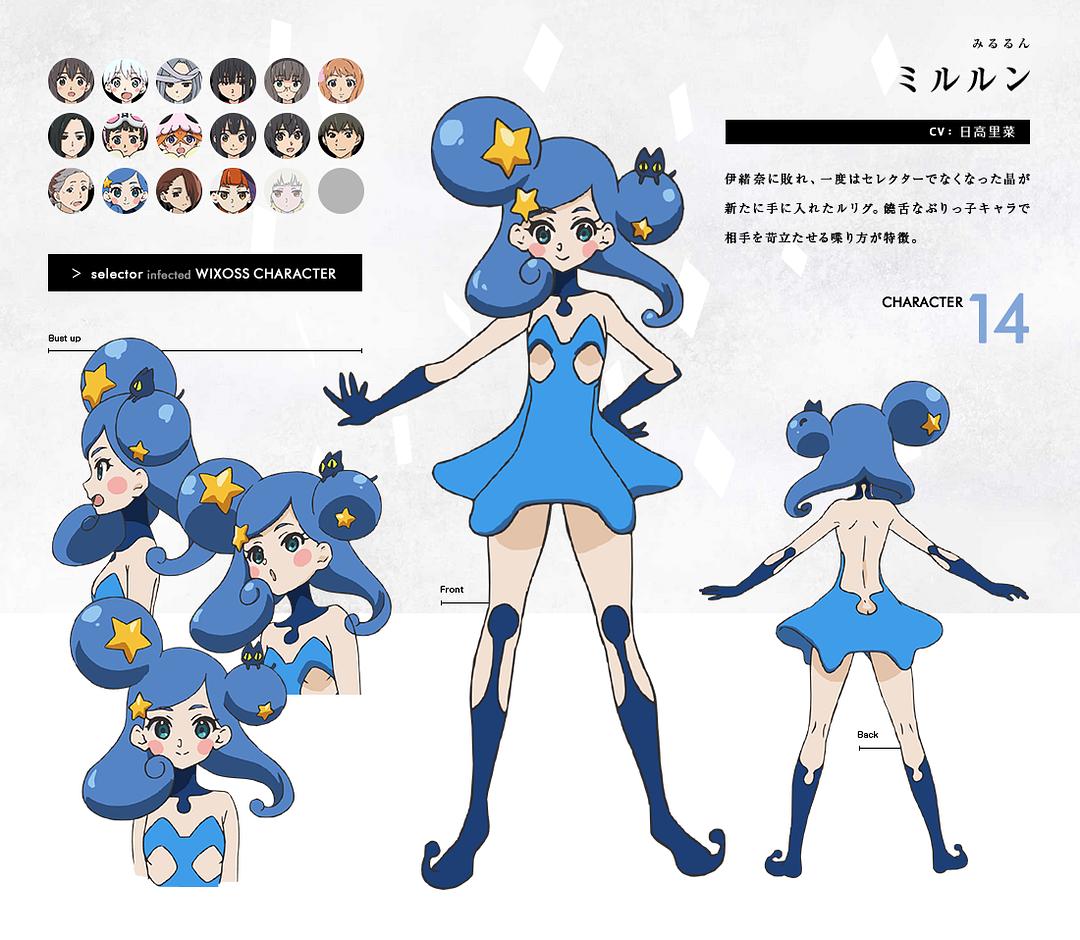 みるるん
ミルルン
CV： 日高里菜
伊緒奈に敗れ、一度はセレクターでなくなった晶が
新たに手に入れたルリグ。饒舌なぶりっ子キャラで
相手を苛立たせる喋り方が特徴。
CHARACTER 14
> selector infected WIXOSS CHARACTER
Bust up
Front
Back